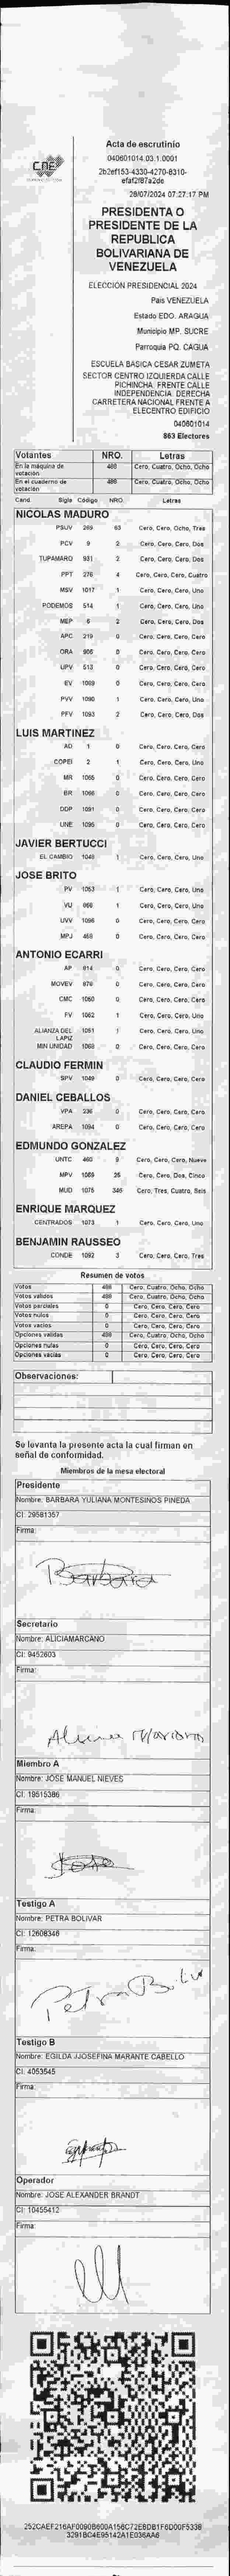 Acta de escrutinio
CNE
040601014.03.1.0001
2b2ef153-4330-4270-8310-
efaf2f87a2de
28/07/2024 07:27:17 PM
PRESIDENTA O
PRESIDENTE DE LA
REPUBLICA
BOLIVARIANA DE
VENEZUELA
ELECCIÓN PRESIDENCIAL 2024
Pais VENEZUELA
Estado EDO. ARAGUA
Municipio MP. SUCRE
Parroquia PQ. CAGUA
ESCUELA BASICA CESAR ZUMETA
SECTOR CENTRO IZQUIERDA CALLE
PICHINCHA. FRENTE CALLE
INDEPENDENCIA. DERECHA
CARRETERA NACIONAL FRENTE A
ELECENTRO EDIFICIO
040601014
863 Electores
Votantes NRO. Letras
En la máquina de votación 488 Cero, Cuatro, Ocho, Ocho
En el cuaderno de votación 488 Cero, Cuatro, Ocho, Ocho
Cand. Sigla Código NRO. Letras
NICOLAS MADURO
PSUV 269 83 Cero, Cero, Ocho, Tres
PCV 9 2 Cero, Cero, Cero, Dos
TUPAMARO 931 2 Cero, Cero, Cero, Dos
PPT 276 4 Cero, Cero, Cero, Cuatro
MSV 1017 1 Cero, Cero, Cero, Uno
PODEMOS 514 1 Cero, Cero, Cero, Uno
MEP 6 2 Cero, Cero, Cero, Dos
APC 219 0 Cero, Cero, Cero, Cero
ORA 906 0 Cero, Cero, Cero, Cero
UPV 513 0 Cero, Cero, Cero, Cero
EV 1089 0 Cero, Cero, Cero, Cero
PVV 1090 1 Cero, Cero, Cero, Uno
PFV 1093 2 Cero, Cero, Cero, Dos
LUIS MARTINEZ
AD 1 0 Cero, Cero, Cero, Cero
COPEI 2 1 Cero, Cero, Cero, Uno
MR 1065 0 Cero, Cero, Cero, Cero
BR 1066 0 Cero, Cero, Cero, Cero
DDP 1091 0 Cero, Cero, Cero, Cero
UNE 1096 0 Cero, Cero, Cero, Cero
JAVIER BERTUCCI
EL CAMBIO 1048 1 Cero, Cero, Cero, Uno
JOSE BRITO
PV 1053 1 Cero, Cero, Cero, Uno
VU 968 1 Cero, Cero, Cero, Uno
UVV 1056 0 Cero, Cero, Cero, Cero
MPJ 458 0 Cero, Cero, Cero, Cero
ANTONIO ECARRI
AP 914 0 Cero, Cero, Cero, Cero
MOVEV 978 0 Cero, Cero, Cero, Cero
CMC 1060 0 Cero, Cero, Cero, Cero
FV 1062 1 Cero, Cero, Cero, Uno
ALIANZA DEL LAPIZ 1051 1 Cero, Cero, Cero, Uno
MIN UNIDAD 1068 0 Cero, Cero, Cero, Cero
CLAUDIO FERMIN
SPV 1049 0 Cero, Cero, Cero, Cero
DANIEL CEBALLOS
VPA 236 0 Cero, Cero, Cero, Cero
AREPA 1094 0 Cero, Cero, Cero, Cero
EDMUNDO GONZALEZ
UNTC 460 9 Cero, Cero, Cero, Nueve
MPV 1069 25 Cero, Cero, Dos, Cinco
MUD 1075 346 Cero, Tres, Cuatro, Seis
ENRIQUE MARQUEZ
CENTRADOS 1073 1 Cero, Cero, Cero, Uno
BENJAMIN RAUSSEO
CONDE 1092 3 Cero, Cero, Cero, Tres
Resumen de votos
Votos 488 Cero, Cuatro, Ocho, Ocho
Votos válidos 488 Cero, Cuatro, Ocho, Ocho
Votos parciales 0 Cero, Cero, Cero, Cero
Votos nulos 0 Cero, Cero, Cero, Cero
Votos vacíos 0 Cero, Cero, Cero, Cero
Opciones válidas 488 Cero, Cuatro, Ocho, Ocho
Opciones nulas 0 Cero, Cero, Cero, Cero
Opciones vacías 0 Cero, Cero, Cero, Cero
Observaciones:
Se levanta la presente acta la cual firman en
señal de conformidad.
Miembros de la mesa electoral
Presidente
Nombre: BARBARA YULIANA MONTESINOS PINEDA
CI: 29581357
Firma:
Barbara
Secretario
Nombre: ALICIAMARCANO
CI: 9452603
Firma:
Miembro A
Nombre: JOSE MANUEL NIEVES
CI: 19515386
Firma:
Jose
Testigo A
Nombre: PETRA BOLIVAR
CI: 12608346
Firma:
Testigo B
Nombre: EGILDA JJOSEFINA MARANTE CABELLO
CI: 4053545
Firma:
Operador
Nombre: JOSE ALEXANDER BRANDT
CI: 10455412
Firma:
252CAEF216AF0090B600A156C72EBDB1F6D00F5338
3291BC4E95142A1E036AA6